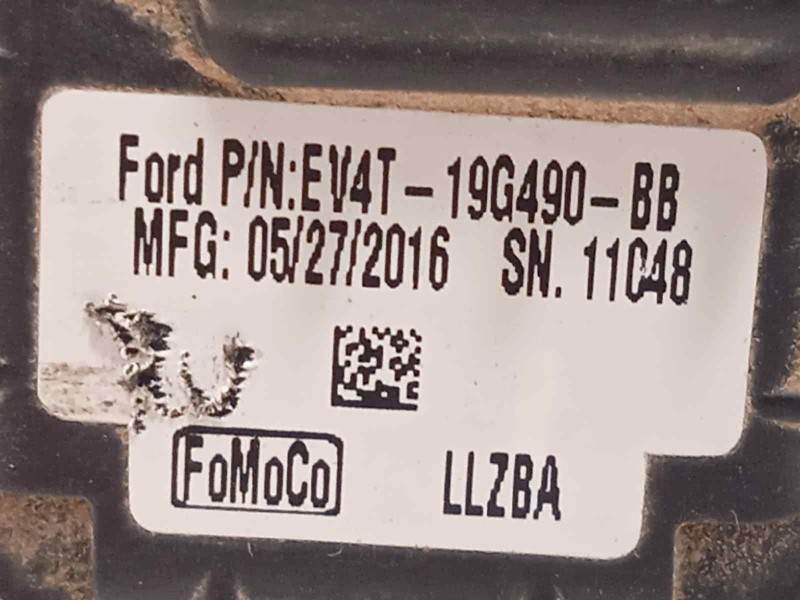 Ford P/N:EV4T-19G490-BB
MFG: 05/27/2016 SN. 11048
FoMoCo LLZBA